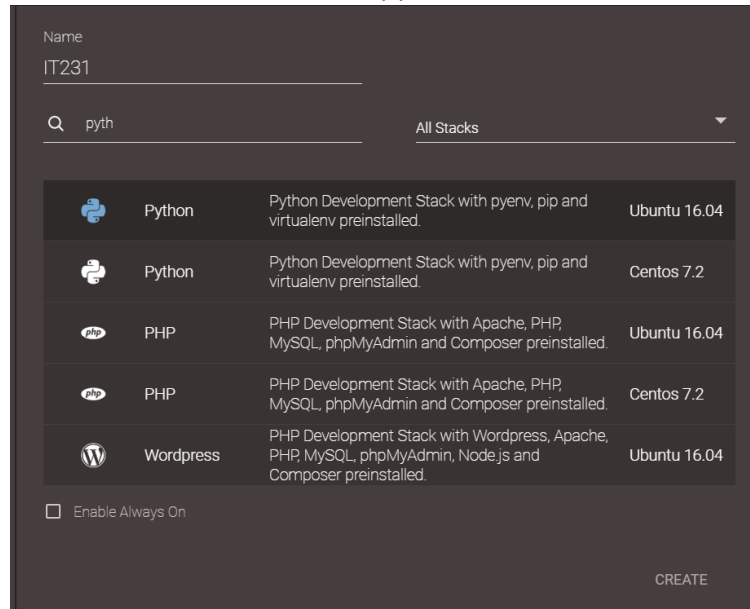 Name
IT231
pyth
All Stacks
Python
Python Development Stack with pyenv, pip and
virtualenv preinstalled.
Ubuntu 16.04
Python
Python Development Stack with pyenv, pip and
virtualenv preinstalled.
Centos 7.2
php
PHP
PHP Development Stack with Apache, PHP,
MySQL, phpMyAdmin and Composer preinstalled.
Ubuntu 16.04
php
PHP
PHP Development Stack with Apache, PHP,
MySQL, phpMyAdmin and Composer preinstalled.
Centos 7.2
Wordpress
PHP Development Stack with Wordpress, Apache,
PHP, MySQL, phpMyAdmin, Node.js and
Composer preinstalled.
Ubuntu 16.04
Enable Always On
CREATE